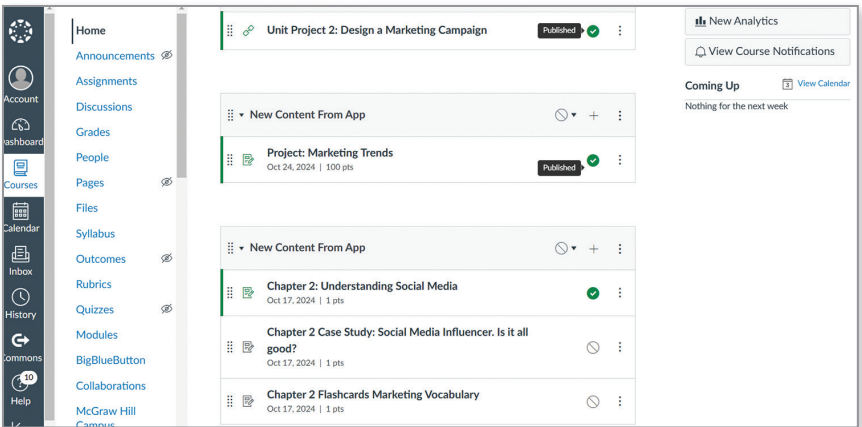 Account
Dashboard
Courses
Calendar
Inbox
History
Commons
10
Help
Home
Announcements
Assignments
Discussions
Grades
People
Pages
Files
Syllabus
Outcomes
Rubrics
Quizzes
Modules
BigBlueButton
Collaborations
McGraw Hill
Campus
Unit Project 2: Design a Marketing Campaign
Published
New Content From App
Project: Marketing Trends
Oct 24, 2024 | 100 pts
Published
New Content From App
Chapter 2: Understanding Social Media
Oct 17, 2024 | 1 pts
Chapter 2 Case Study: Social Media Influencer. Is it all
good?
Oct 17, 2024 | 1 pts
Chapter 2 Flashcards Marketing Vocabulary
Oct 17, 2024 | 1 pts
New Analytics
View Course Notifications
Coming Up
3 View Calendar
Nothing for the next week